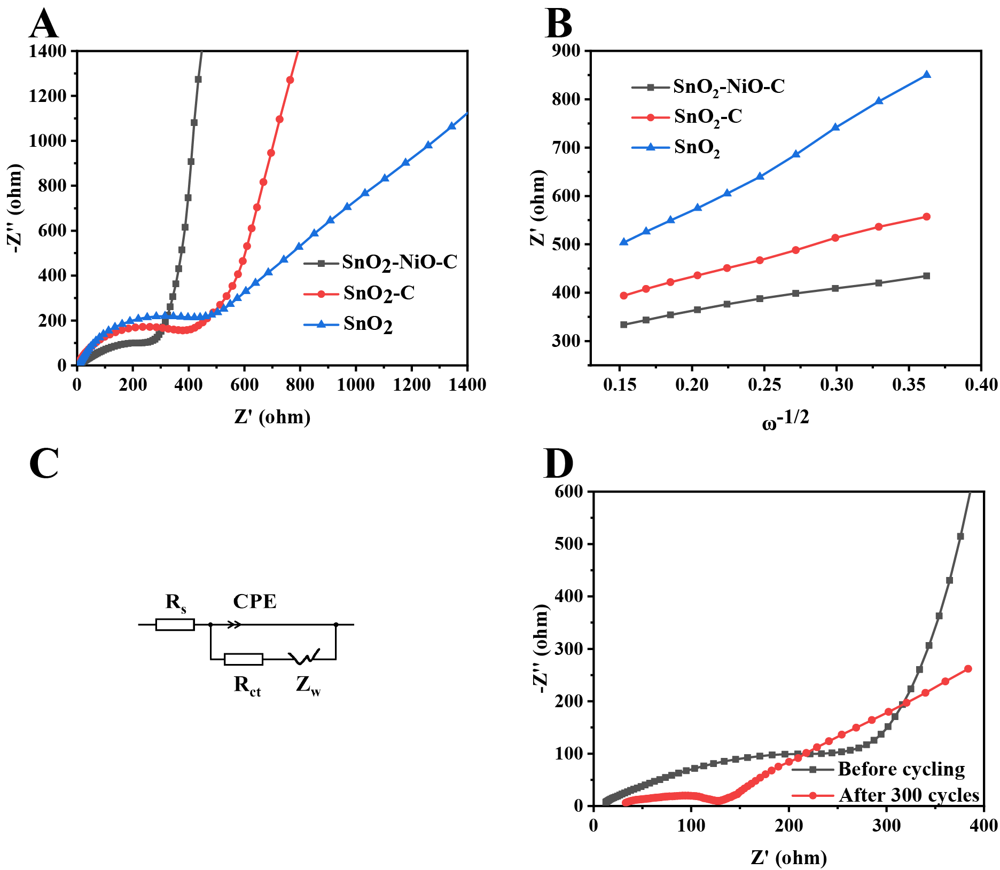 A
1400
1200
1000
800
600
400
200
0
-Z'' (ohm)
SnO2-NiO-C
SnO2-C
SnO2
0 200 400 600 800 1000 1200 1400
Z' (ohm)
B
900
800
700
600
500
400
300
Z' (ohm)
SnO2-NiO-C
SnO2-C
SnO2
0.15 0.20 0.25 0.30 0.35 0.40
ω-1/2
C
Rs CPE
Rct Zw
D
600
500
400
300
200
100
0
-Z'' (ohm)
Before cycling
After 300 cycles
0 100 200 300 400
Z' (ohm)